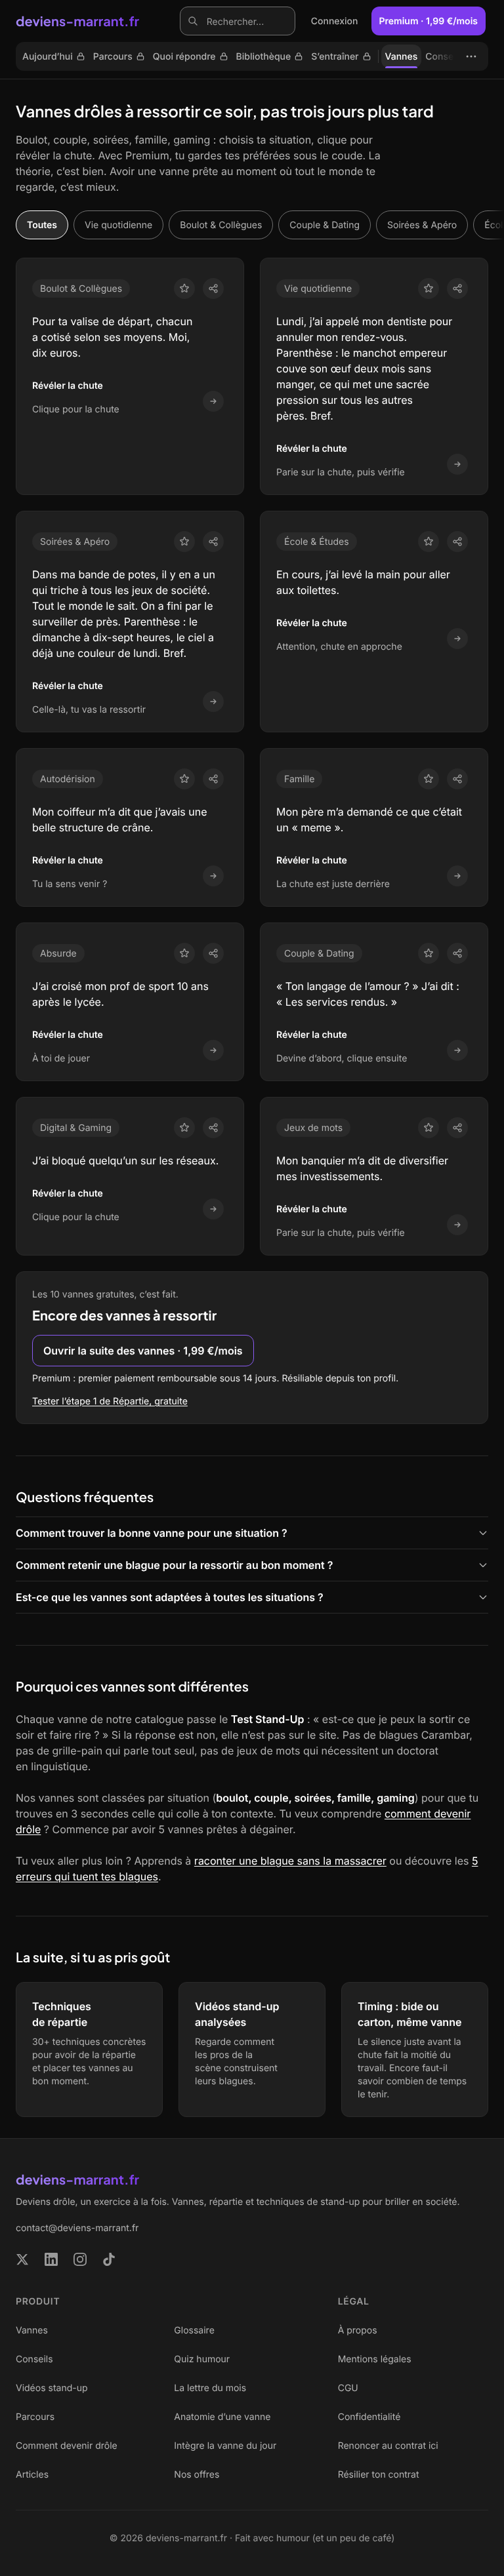 deviens-marrant.fr
Rechercher…
Connexion
Premium · 1,99 €/mois
Aujourd’hui
Parcours
Quoi répondre
Bibliothèque
S’entraîner
Vannes
Vannes drôles à ressortir ce soir, pas trois jours plus tard
Boulot, couple, soirées, famille, gaming : choisis ta situation, clique pour
révéler la chute. Avec Premium, tu gardes tes préférées sous le coude. La
théorie, c’est bien. Avoir une vanne prête au moment où tout le monde te
regarde, c’est mieux.
Toutes
Vie quotidienne
Boulot & Collègues
Couple & Dating
Soirées & Apéro
Boulot & Collègues
Pour ta valise de départ, chacun
a cotisé selon ses moyens. Moi,
dix euros.
Révéler la chute
Clique pour la chute
Vie quotidienne
Lundi, j’ai appelé mon dentiste pour
annuler mon rendez-vous.
Parenthèse : le manchot empereur
couve son œuf deux mois sans
manger, ce qui met une sacrée
pression sur tous les autres
pères. Bref.
Révéler la chute
Parie sur la chute, puis vérifie
Soirées & Apéro
Dans ma bande de potes, il y en a un
qui triche à tous les jeux de société.
Tout le monde le sait. On a fini par le
surveiller de près. Parenthèse : le
dimanche à dix-sept heures, le ciel a
déjà une couleur de lundi. Bref.
Révéler la chute
Celle-là, tu vas la ressortir
École & Études
En cours, j’ai levé la main pour aller
aux toilettes.
Révéler la chute
Attention, chute en approche
Autodérision
Mon coiffeur m’a dit que j’avais une
belle structure de crâne.
Révéler la chute
Tu la sens venir ?
Famille
Mon père m’a demandé ce que c’était
un « meme ».
Révéler la chute
La chute est juste derrière
Absurde
J’ai croisé mon prof de sport 10 ans
après le lycée.
Révéler la chute
À toi de jouer
Couple & Dating
« Ton langage de l’amour ? » J’ai dit :
« Les services rendus. »
Révéler la chute
Devine d’abord, clique ensuite
Digital & Gaming
J’ai bloqué quelqu’un sur les réseaux.
Révéler la chute
Clique pour la chute
Jeux de mots
Mon banquier m’a dit de diversifier
mes investissements.
Révéler la chute
Parie sur la chute, puis vérifie
Les 10 vannes gratuites, c’est fait.
Encore des vannes à ressortir
Ouvrir la suite des vannes · 1,99 €/mois
Premium : premier paiement remboursable sous 14 jours. Résiliable depuis ton profil.
Tester l’étape 1 de Répartie, gratuite
Questions fréquentes
Comment trouver la bonne vanne pour une situation ?
Comment retenir une blague pour la ressortir au bon moment ?
Est-ce que les vannes sont adaptées à toutes les situations ?
Pourquoi ces vannes sont différentes
Chaque vanne de notre catalogue passe le Test Stand-Up : « est-ce que je peux la sortir ce
soir et faire rire ? » Si la réponse est non, elle n’est pas sur le site. Pas de blagues Carambar,
pas de grille-pain qui parle tout seul, pas de jeux de mots qui nécessitent un doctorat
en linguistique.
Nos vannes sont classées par situation (boulot, couple, soirées, famille, gaming) pour que tu
trouves en 3 secondes celle qui colle à ton contexte. Tu veux comprendre comment devenir
drôle ? Commence par avoir 5 vannes prêtes à dégainer.
Tu veux aller plus loin ? Apprends à raconter une blague sans la massacrer ou découvre les 5
erreurs qui tuent tes blagues.
La suite, si tu as pris goût
Techniques
de répartie
30+ techniques concrètes
pour avoir de la répartie
et placer tes vannes au
bon moment.
Vidéos stand-up
analysées
Regarde comment
les pros de la
scène construisent
leurs blagues.
Timing : bide ou
carton, même vanne
Le silence juste avant la
chute fait la moitié du
travail. Encore faut-il
savoir combien de temps
le tenir.
deviens-marrant.fr
Deviens drôle, un exercice à la fois. Vannes, répartie et techniques de stand-up pour briller en société.
contact@deviens-marrant.fr
PRODUIT
Vannes
Conseils
Vidéos stand-up
Parcours
Comment devenir drôle
Articles
Glossaire
Quiz humour
La lettre du mois
Anatomie d’une vanne
Intègre la vanne du jour
Nos offres
LÉGAL
À propos
Mentions légales
CGU
Confidentialité
Renoncer au contrat ici
Résilier ton contrat
© 2026 deviens-marrant.fr · Fait avec humour (et un peu de café)